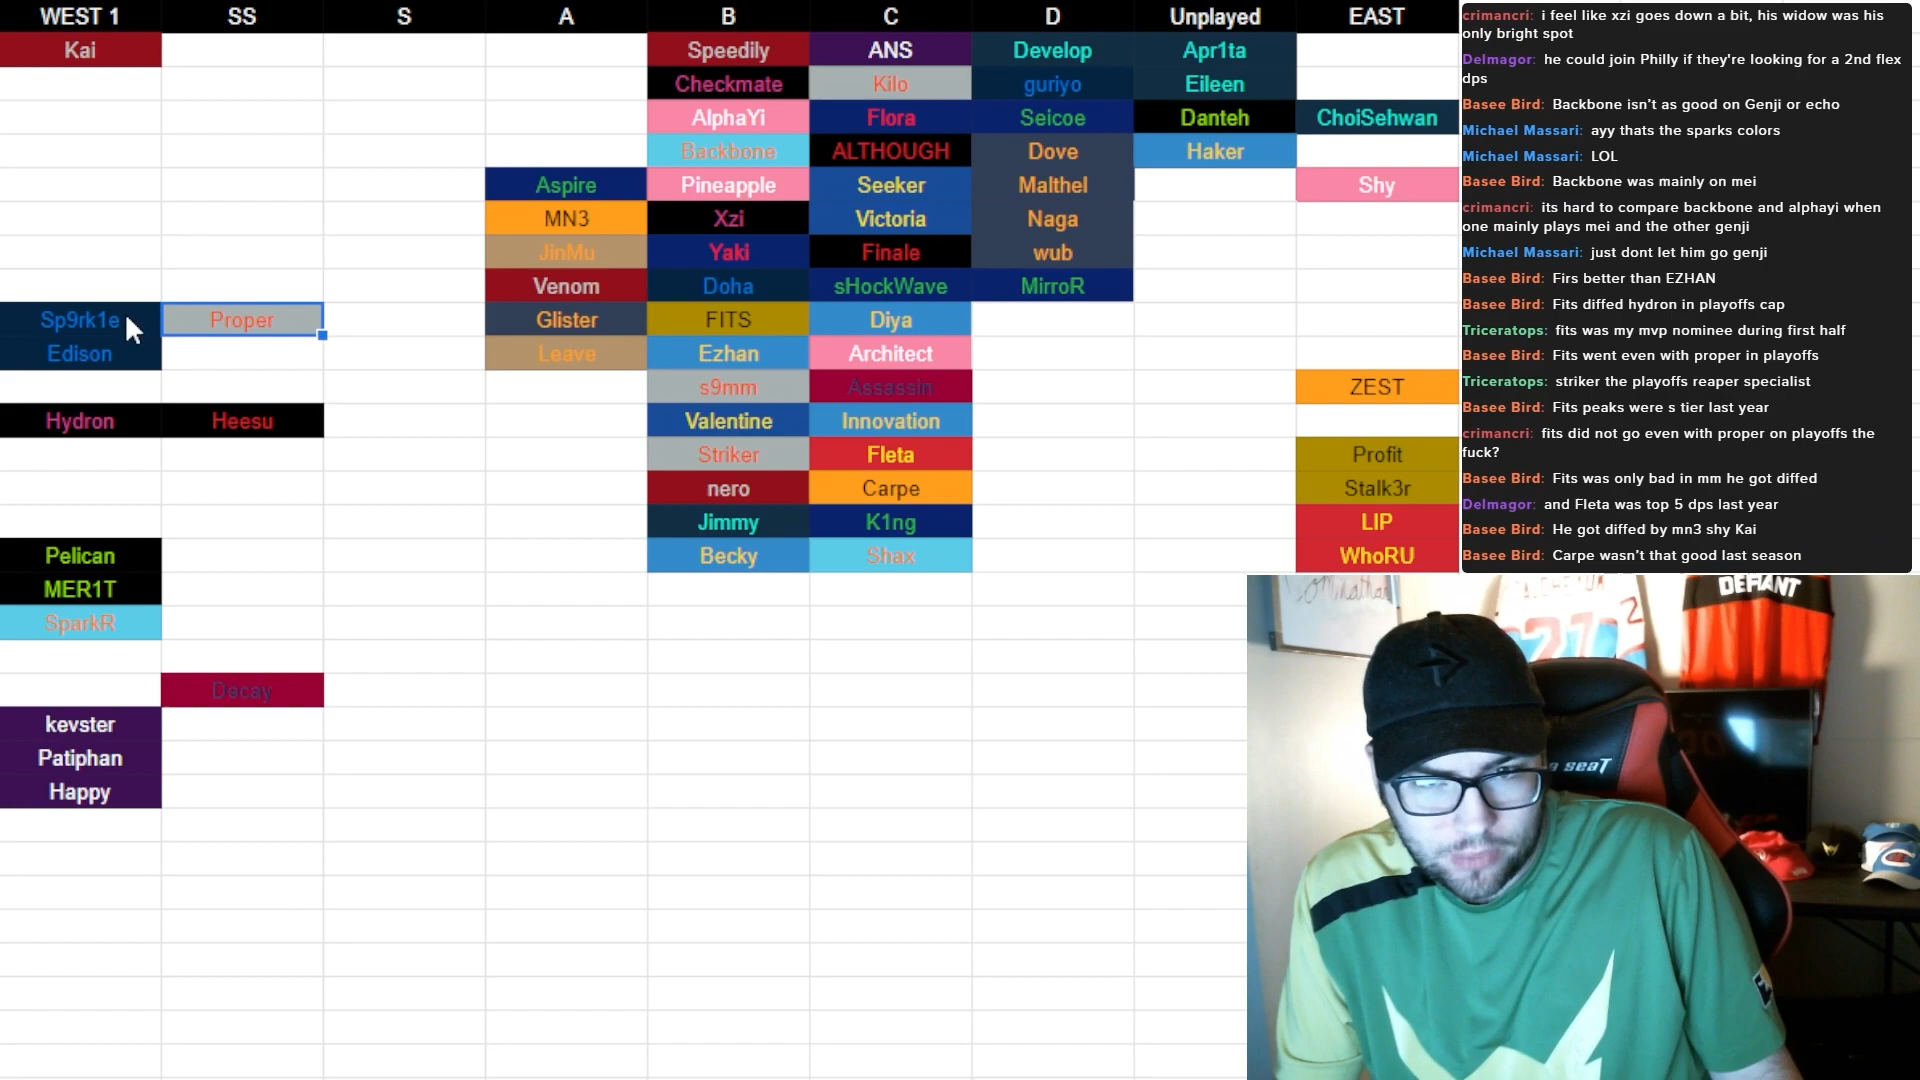 WEST 1 SS S A B C D Unplayed EAST
Kai Speedily ANS Develop Apr1ta
Checkmate Kilo guriyo Eileen
AlphaYi Flora Seicoe Danteh ChoiSehwan
Backbone ALTHOUGH Dove Haker
Aspire Pineapple Seeker Malthel Shy
MN3 Xzi Victoria Naga
JinMu Yaki Finale wub
Venom Doha sHockWave MirroR
Sp9rk1e Proper Glister FITS Diya
Edison Leave Ezhan Architect
s9mm Assassin ZEST
Hydron Heesu Valentine Innovation
Striker Fleta Profit
nero Carpe Stalk3r
Jimmy K1ng LIP
Pelican Becky Shax WhoRU
MER1T
SparkR
Decay
kevster
Patiphan
Happy
crimancri: i feel like xzi goes down a bit, his widow was his
only bright spot
Delmagor: he could join Philly if they're looking for a 2nd flex
dps
Basee Bird: Backbone isn't as good on Genji or echo
Michael Massari: ayy thats the sparks colors
Michael Massari: LOL
Basee Bird: Backbone was mainly on mei
crimancri: its hard to compare backbone and alphayi when
one mainly plays mei and the other genji
Michael Massari: just dont let him go genji
Basee Bird: Firs better than EZHAN
Basee Bird: Fits diffed hydron in playoffs cap
Triceratops: fits was my mvp nominee during first half
Basee Bird: Fits went even with proper in playoffs
Triceratops: striker the playoffs reaper specialist
Basee Bird: Fits peaks were s tier last year
crimancri: fits did not go even with proper on playoffs the
fuck?
Basee Bird: Fits was only bad in mm he got diffed
Delmagor: and Fleta was top 5 dps last year
Basee Bird: He got diffed by mn3 shy Kai
Basee Bird: Carpe wasn't that good last season
DEFIANT
27
seaT